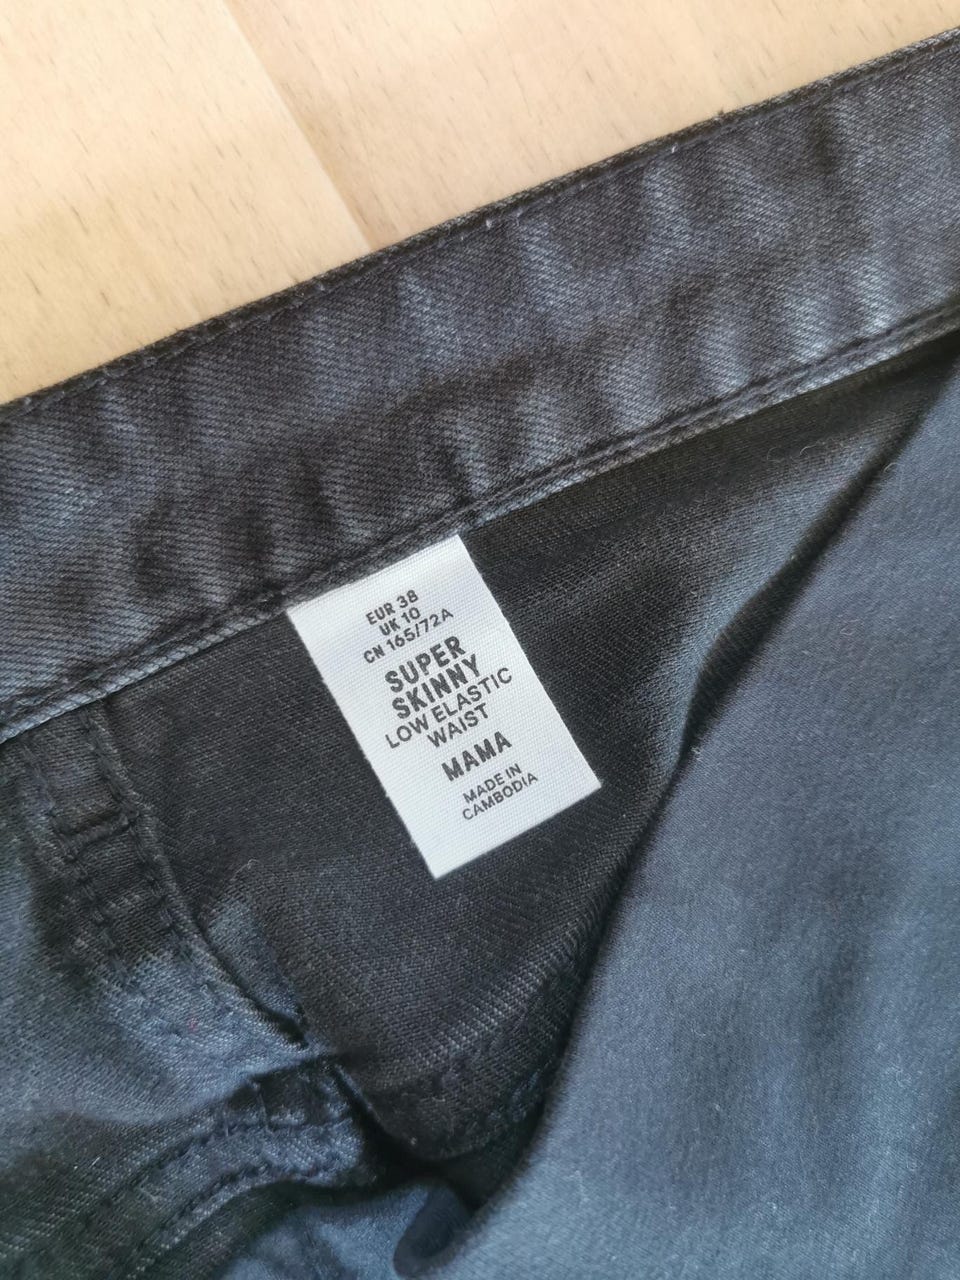 EUR 38
UK 10
CN 165/72A
SUPER
SKINNY
LOW ELASTIC
WAIST
MAMA
MADE IN
CAMBODIA